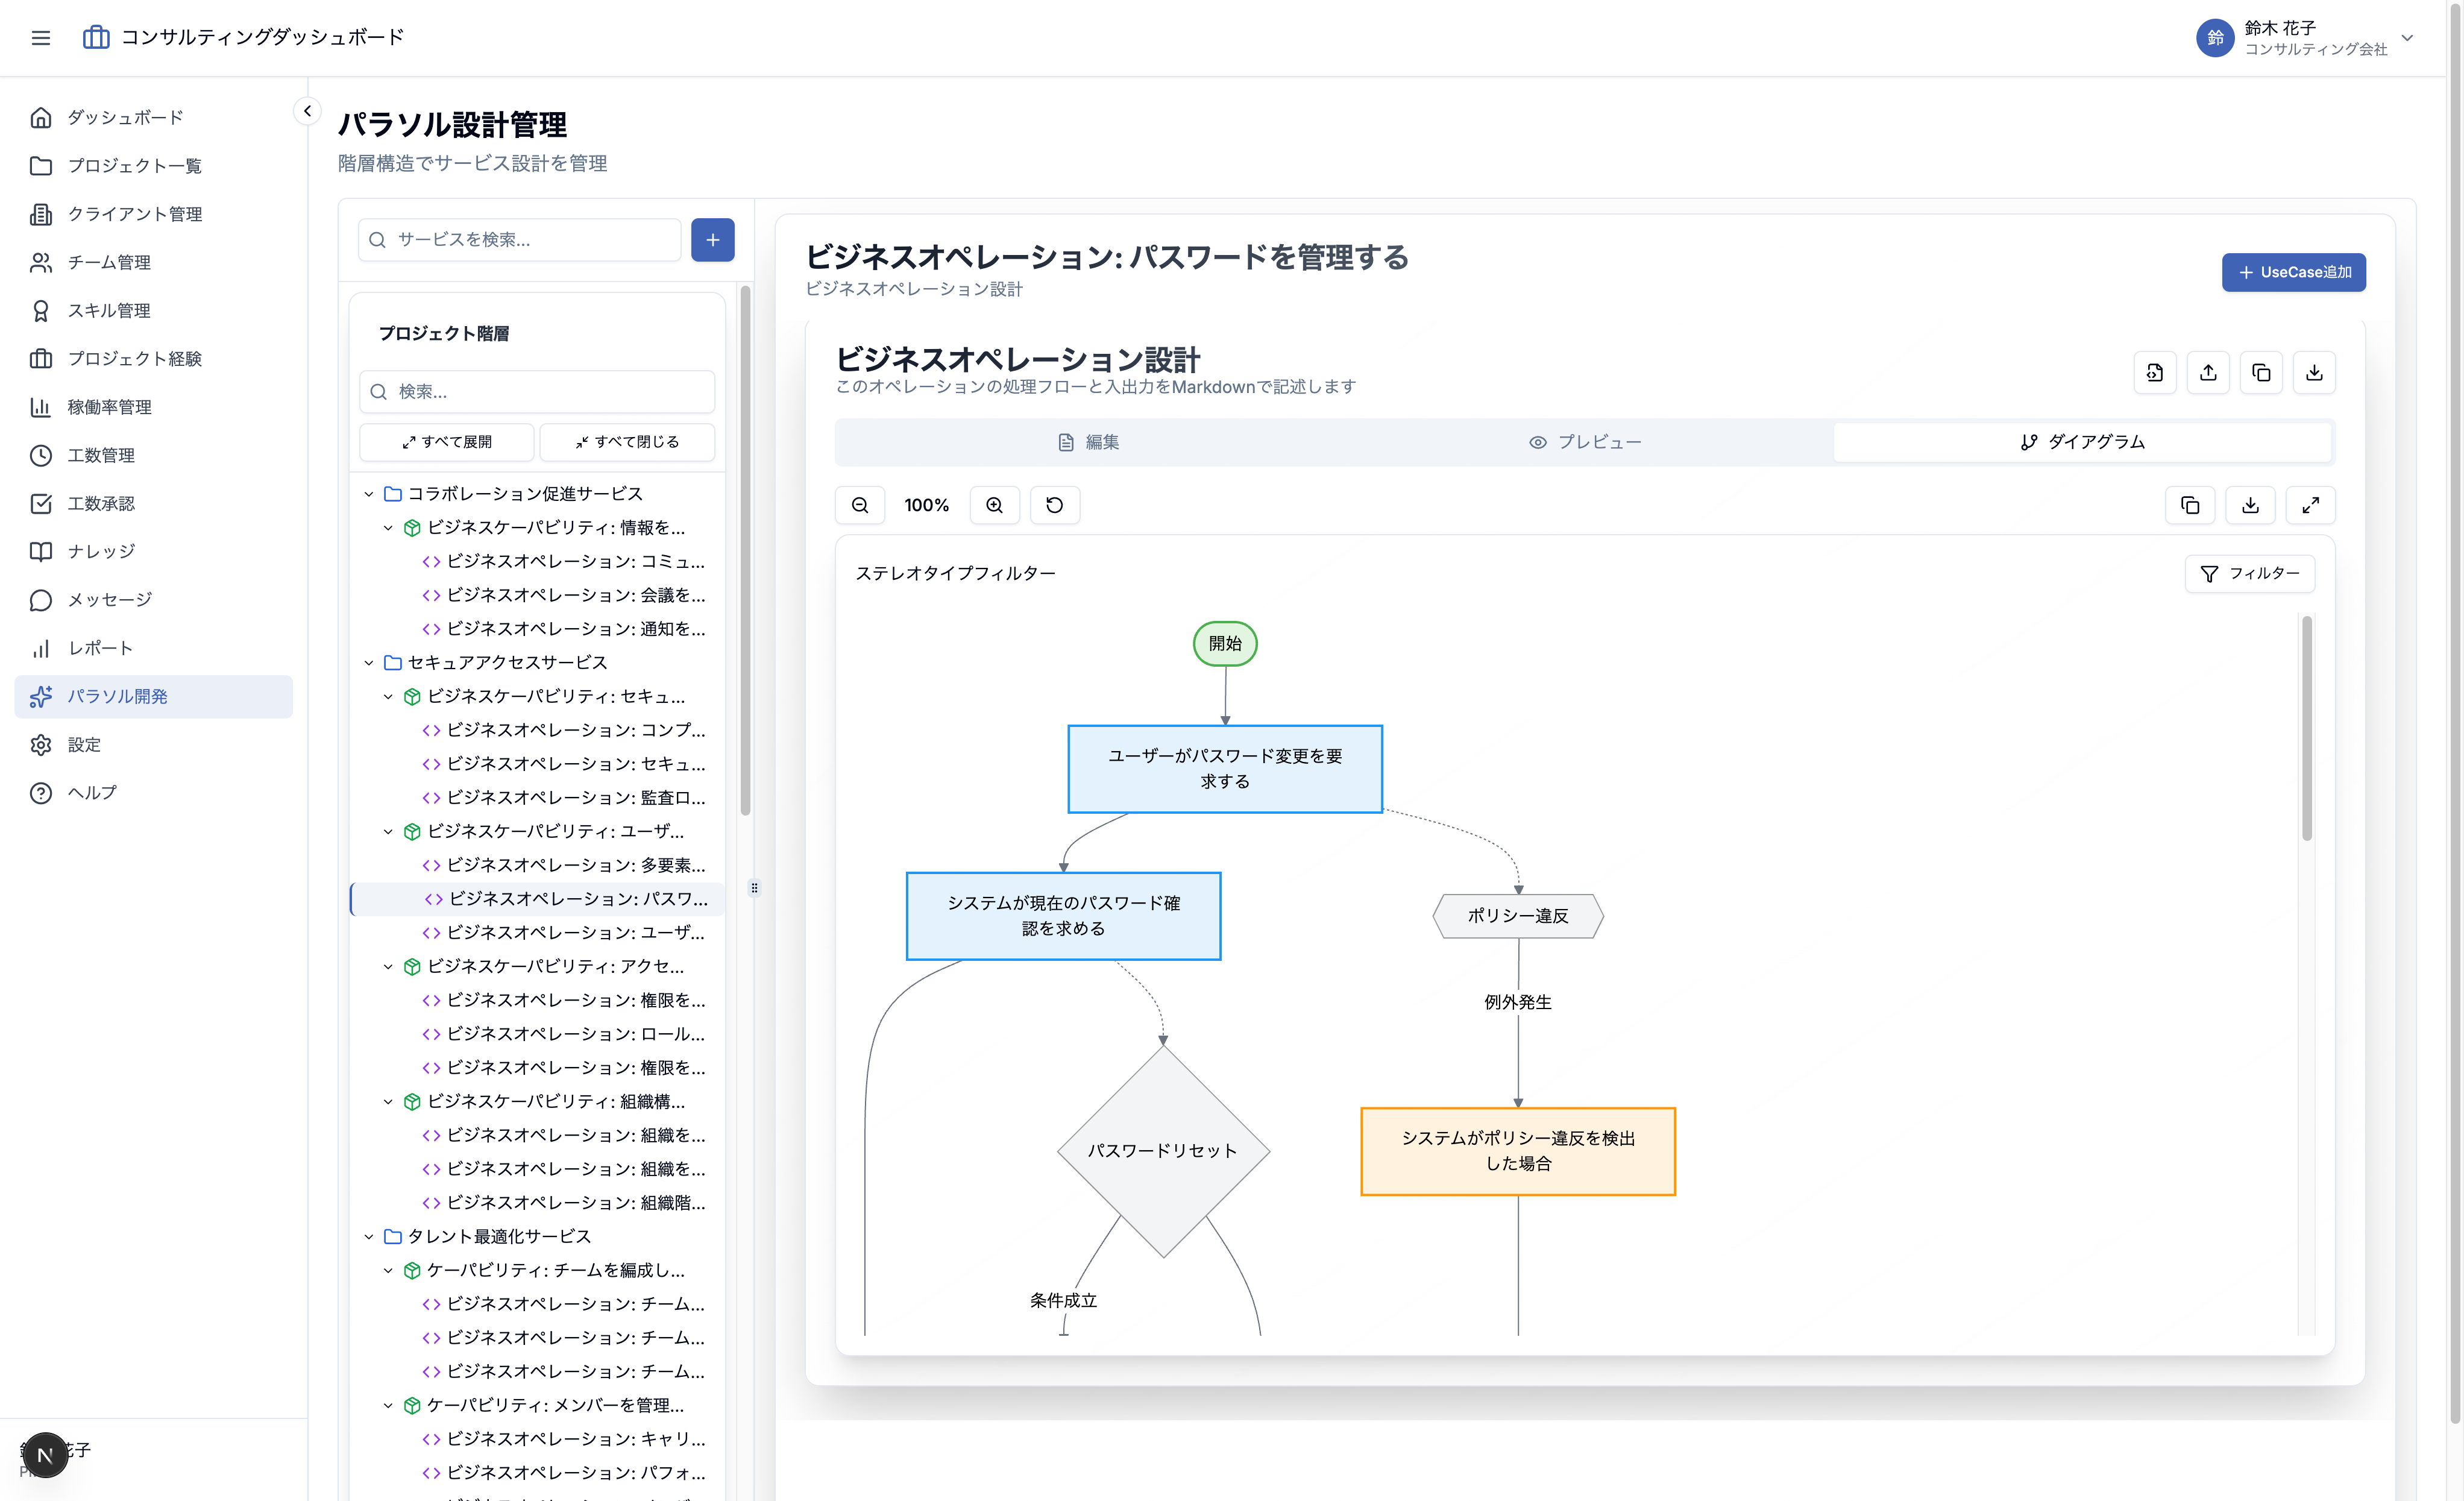 コンサルティングダッシュボード
鈴
鈴木 花子
コンサルティング会社
ダッシュボード
プロジェクト一覧
クライアント管理
チーム管理
スキル管理
プロジェクト経験
稼働率管理
工数管理
工数承認
ナレッジ
メッセージ
レポート
パラソル開発
設定
ヘルプ
花子
N
パラソル設計管理
階層構造でサービス設計を管理
サービスを検索...
プロジェクト階層
検索...
すべて展開
すべて閉じる
コラボレーション促進サービス
ビジネスケーパビリティ: 情報を...
ビジネスオペレーション: コミュ...
ビジネスオペレーション: 会議を...
ビジネスオペレーション: 通知を...
セキュアアクセスサービス
ビジネスケーパビリティ: セキュ...
ビジネスオペレーション: コンプ...
ビジネスオペレーション: セキュ...
ビジネスオペレーション: 監査ロ...
ビジネスケーパビリティ: ユーザ...
ビジネスオペレーション: 多要素...
ビジネスオペレーション: パスワ...
ビジネスオペレーション: ユーザ...
ビジネスケーパビリティ: アクセ...
ビジネスオペレーション: 権限を...
ビジネスオペレーション: ロール...
ビジネスオペレーション: 権限を...
ビジネスケーパビリティ: 組織構...
ビジネスオペレーション: 組織を...
ビジネスオペレーション: 組織を...
ビジネスオペレーション: 組織階...
タレント最適化サービス
ケーパビリティ: チームを編成し...
ビジネスオペレーション: チーム...
ビジネスオペレーション: チーム...
ビジネスオペレーション: チーム...
ケーパビリティ: メンバーを管理...
ビジネスオペレーション: キャリ...
ビジネスオペレーション: パフォ...
ビジネスオペレーション: パスワードを管理する
ビジネスオペレーション設計
UseCase追加
ビジネスオペレーション設計
このオペレーションの処理フローと入出力をMarkdownで記述します
編集
プレビュー
ダイアグラム
100%
ステレオタイプフィルター
フィルター
開始
ユーザーがパスワード変更を要
求する
システムが現在のパスワード確
認を求める
ポリシー違反
例外発生
パスワードリセット
システムがポリシー違反を検出
した場合
条件成立